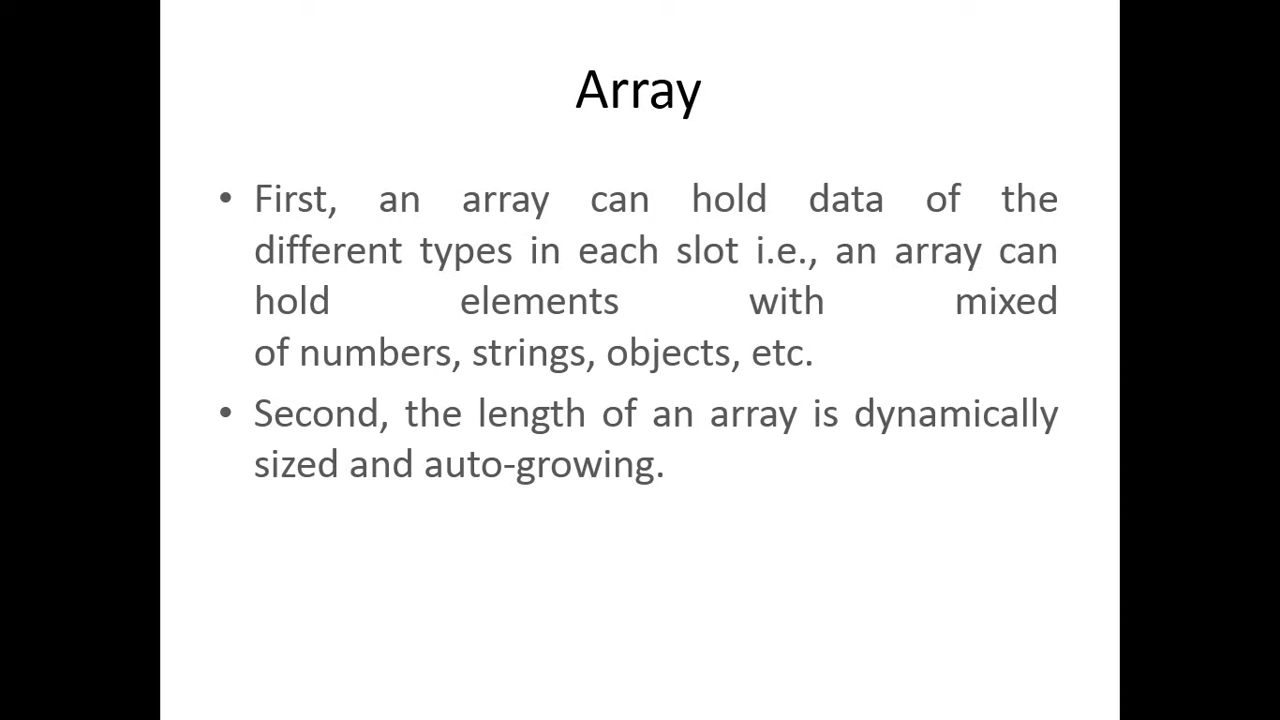 Array
• First, an array can hold data of the
different types in each slot i.e., an array can
hold elements with mixed
of numbers, strings, objects, etc.
• Second, the length of an array is dynamically
sized and auto-growing.